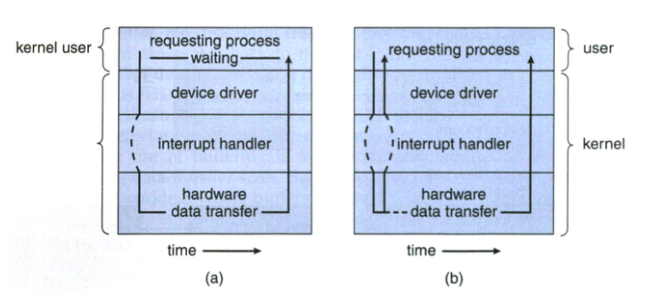 kernel user
requesting process
waiting
device driver
interrupt handler
hardware
data transfer
time
(a)
requesting process
user
device driver
interrupt handler
kernel
hardware
data transfer
time
(b)